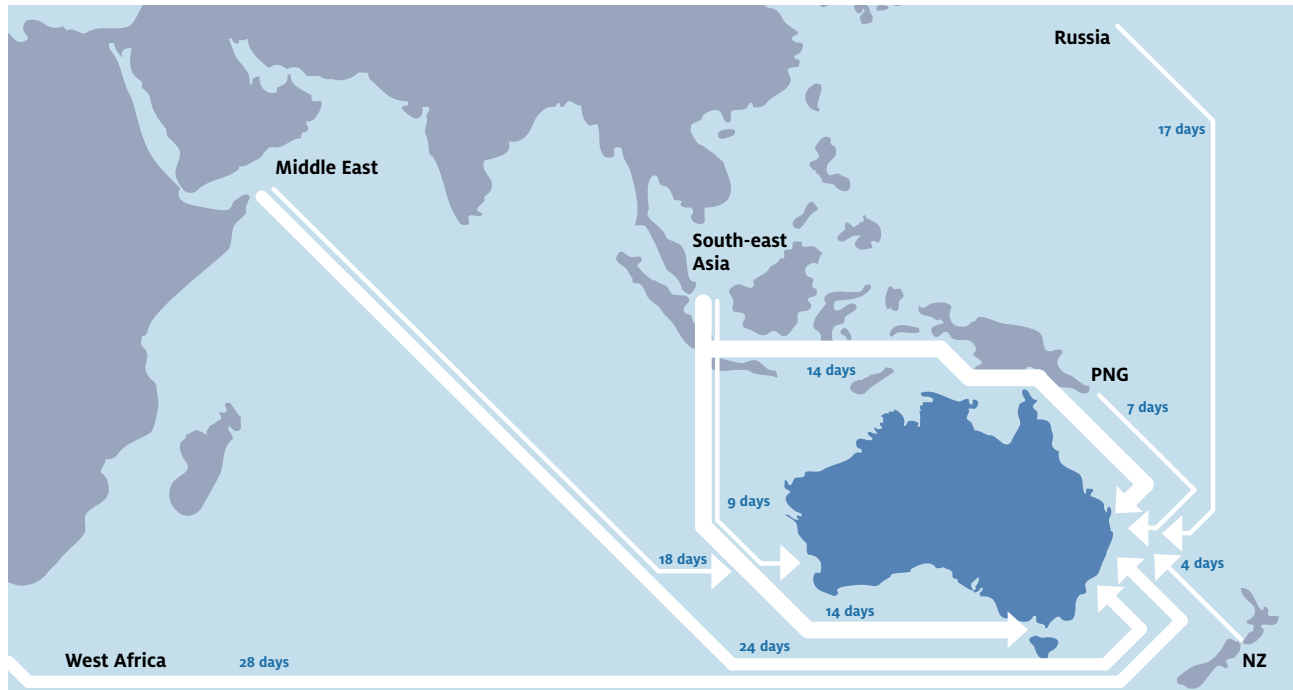 Russia
17 days
Middle East
South-east
Asia
14 days
PNG
7 days
9 days
18 days
4 days
14 days
24 days
West Africa
28 days
NZ